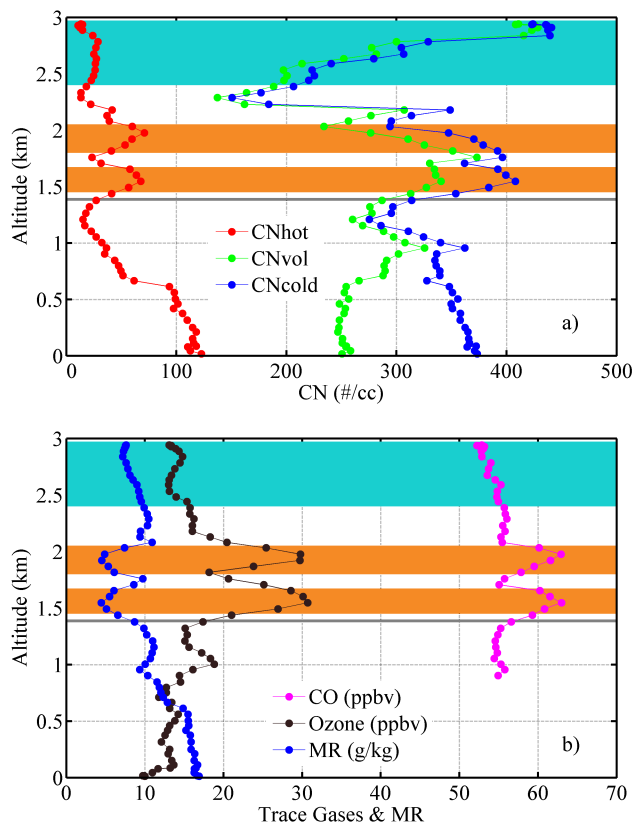 3
2.5
2
1.5
1
0.5
0
Altitude (km)
CNhot
CNvol
CNcold
a)
0 100 200 300 400 500
CN (#/cc)
3
2.5
2
1.5
1
0.5
0
Altitude (km)
CO (ppbv)
Ozone (ppbv)
MR (g/kg)
b)
0 10 20 30 40 50 60 70
Trace Gases & MR